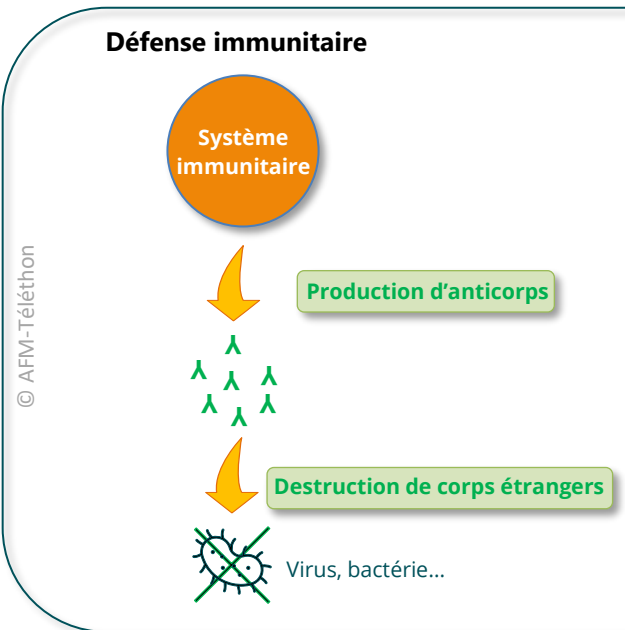 Défense immunitaire
Système
immunitaire
Production d'anticorps
Destruction de corps étrangers
Virus, bactérie...
© AFM-Téléthon